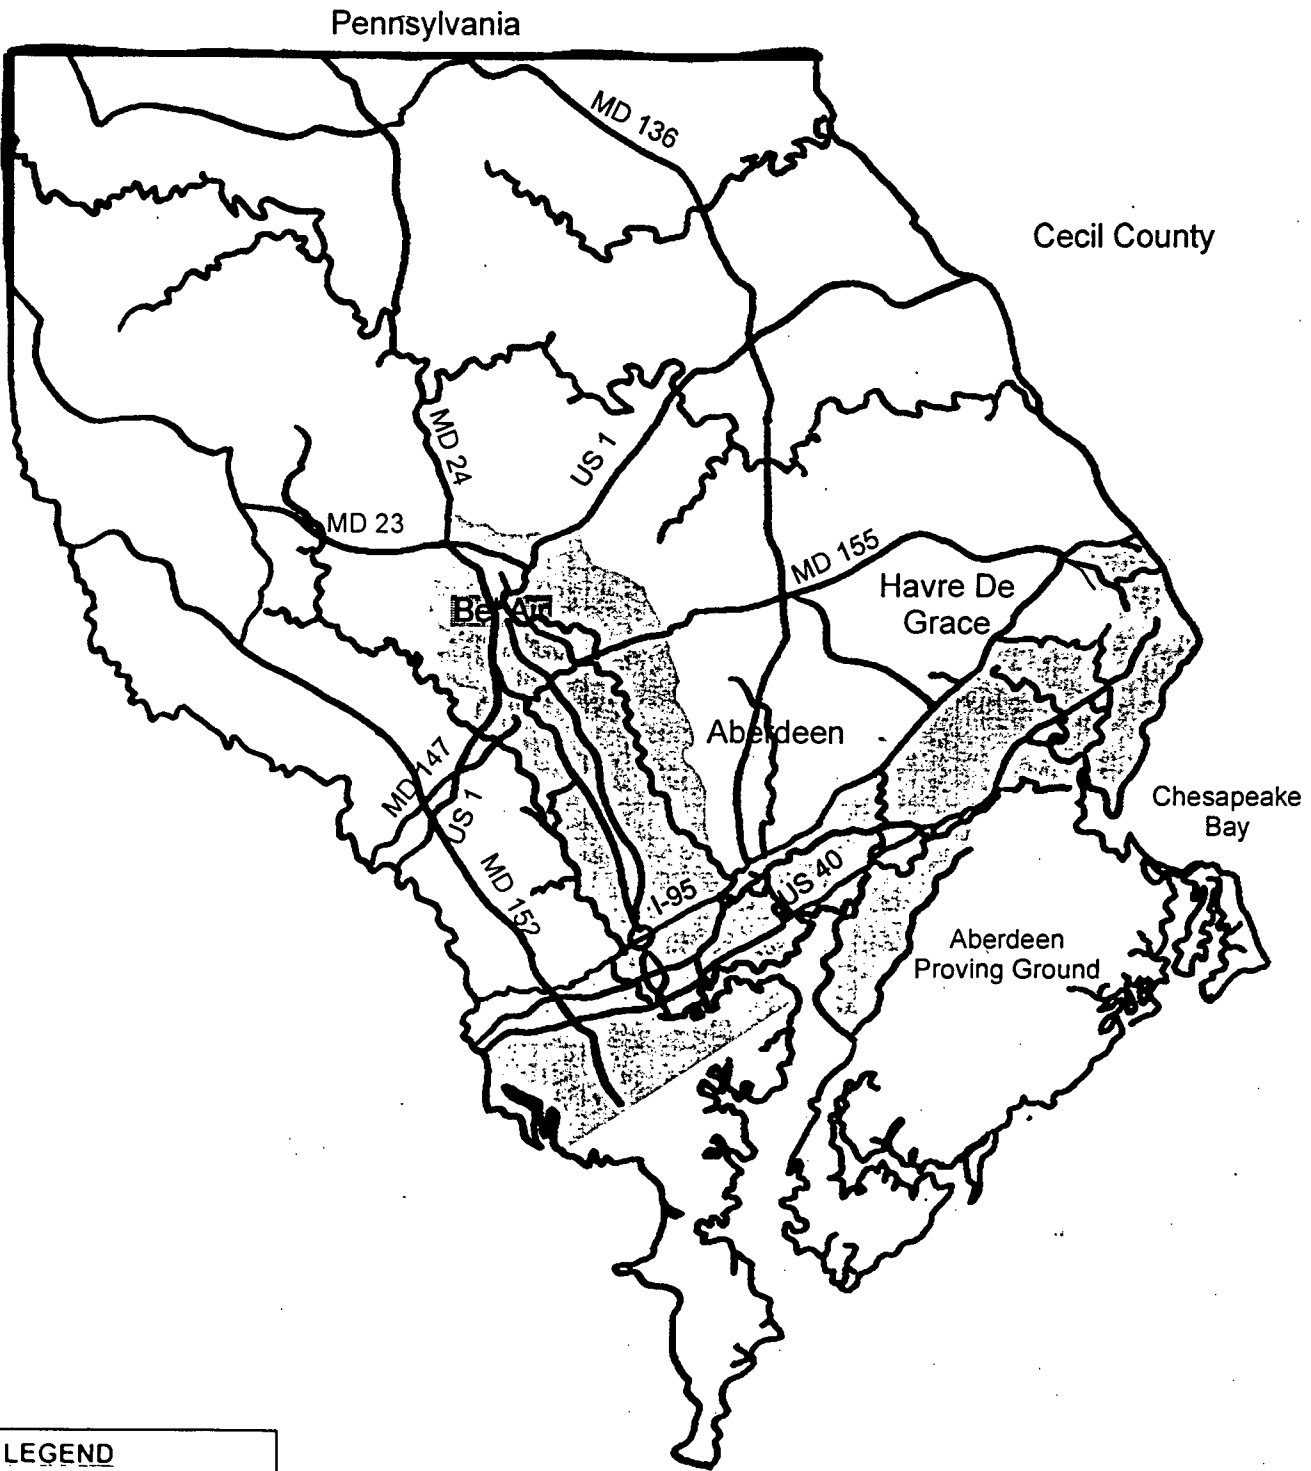 Pennsylvania
MD 136
Cecil County
MD 24
US 1
MD 23
MD 155
Bel Air
Havre De
Grace
Aberdeen
MD 147
US 1
Chesapeake
Bay
MD 152
I-95
US 40
Aberdeen
Proving Ground
LEGEND